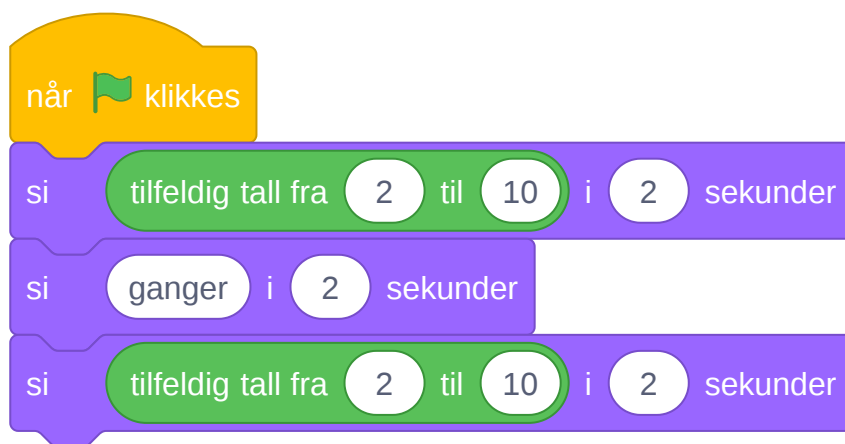 når klikkes
si tilfeldig tall fra 2 til 10 i 2 sekunder
si ganger i 2 sekunder
si tilfeldig tall fra 2 til 10 i 2 sekunder